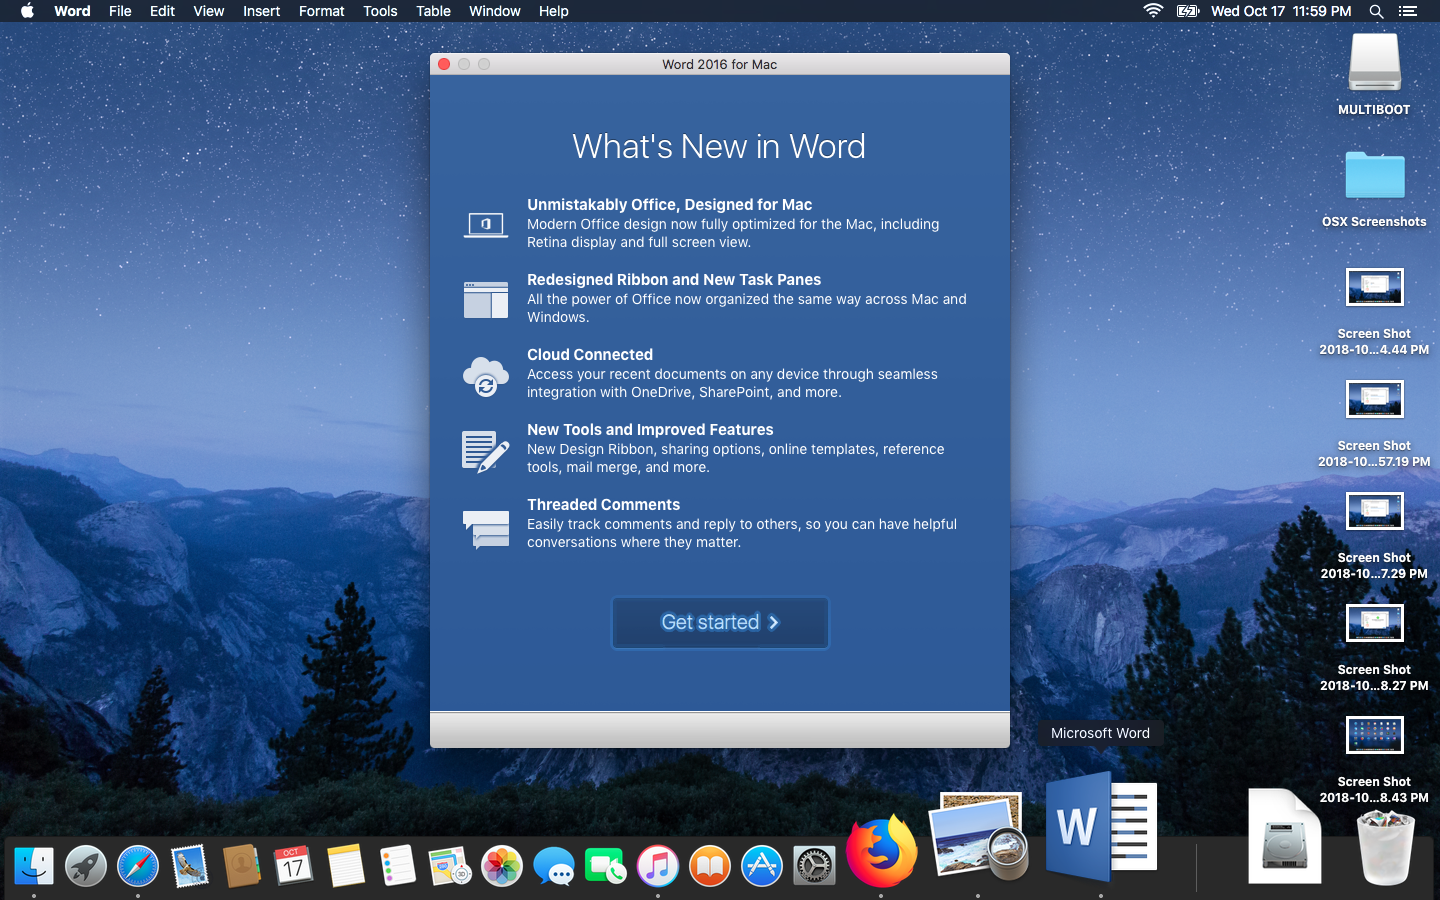 Word File Edit View Insert Format Tools Table Window Help Wed Oct 17 11:59 PM
Word 2016 for Mac
What's New in Word
Unmistakably Office, Designed for Mac
Modern Office design now fully optimized for the Mac, including
Retina display and full screen view.
Redesigned Ribbon and New Task Panes
All the power of Office now organized the same way across Mac and
Windows.
Cloud Connected
Access your recent documents on any device through seamless
integration with OneDrive, SharePoint, and more.
New Tools and Improved Features
New Design Ribbon, sharing options, online templates, reference
tools, mail merge, and more.
Threaded Comments
Easily track comments and reply to others, so you can have helpful
conversations where they matter.
Get started
MULTIBOOT
OSX Screenshots
Screen Shot
2018-10...4.44 PM
Screen Shot
2018-10...57.19 PM
Screen Shot
2018-10...7.29 PM
Screen Shot
2018-10...8.27 PM
Screen Shot
2018-10...8.43 PM
Microsoft Word
OCT
17
W